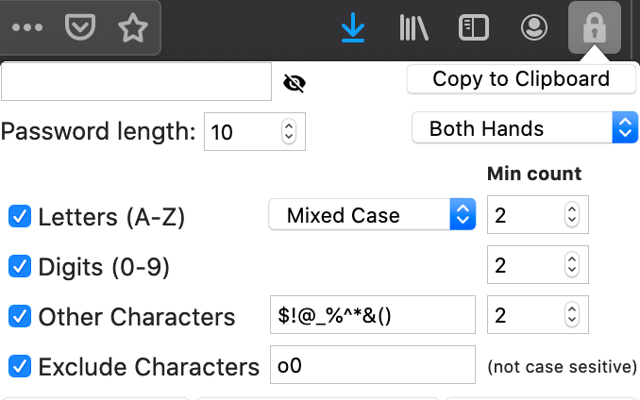 Copy to Clipboard
Password length: 10 Both Hands
Min count
Letters (A-Z) Mixed Case 2
Digits (0-9) 2
Other Characters $!@_%^*&() 2
Exclude Characters o0 (not case sesitive)